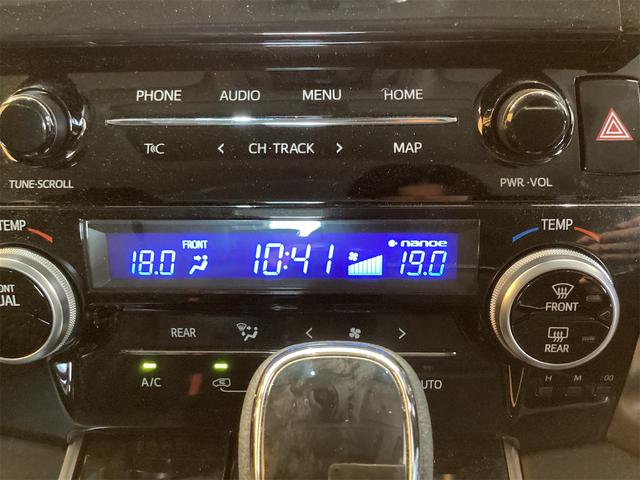 PHONE AUDIO MENU HOME
T C CH·TRACK MAP
TUNE·SCROLL PWR·VOL
TEMP TEMP
FRONT nanoe
18.0 10:41 19.0
FRONT
REAR
REAR
A/C
H M :00